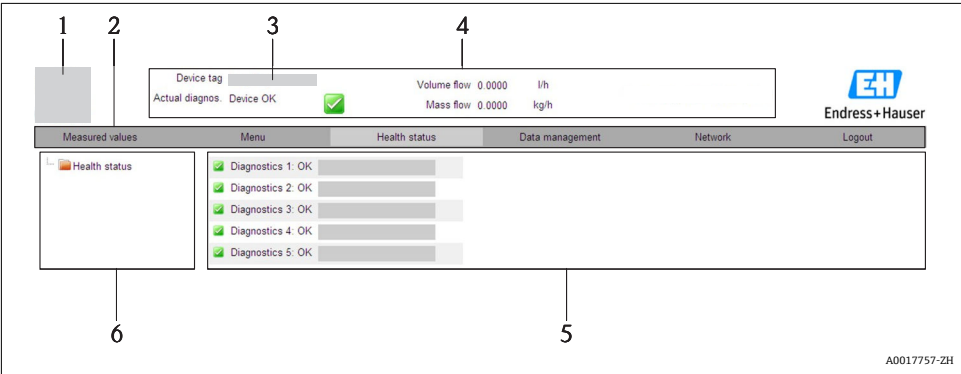 1 2 3 4
Device tag
Volume flow 0.0000 l/h
Actual diagnos. Device OK
Mass flow 0.0000 kg/h
EH
Endress+Hauser
Measured values Menu Health status Data management Network Logout
Health status
Diagnostics 1: OK
Diagnostics 2: OK
Diagnostics 3: OK
Diagnostics 4: OK
Diagnostics 5: OK
6 5
A0017757-ZH